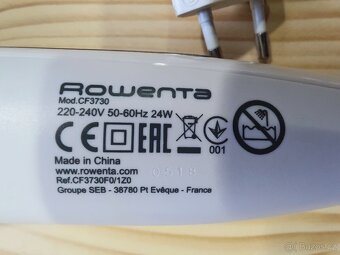 Rowenta
Mod.CF3730
220-240V 50-60Hz 24W
CE EAC 001
Made in China
www.rowenta.com 0518
Ref.CF3730F0/1Z0
Groupe SEB - 38780 Pt Evêque - France